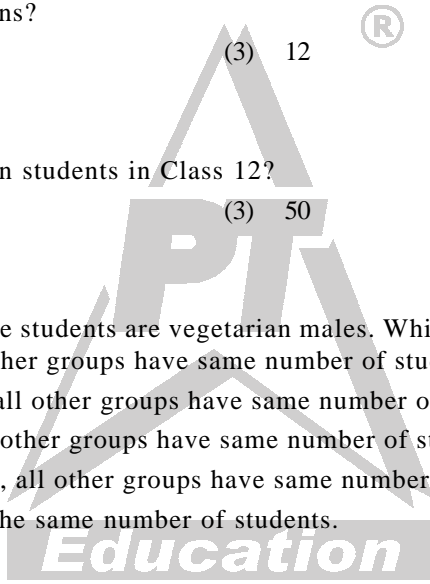 ns?
®
(3) 12
n students in Class 12?
(3) 50
PT
e students are vegetarian males. Whi
her groups have same number of stu
all other groups have same number o
other groups have same number of s
, all other groups have same number
he same number of students.
Education